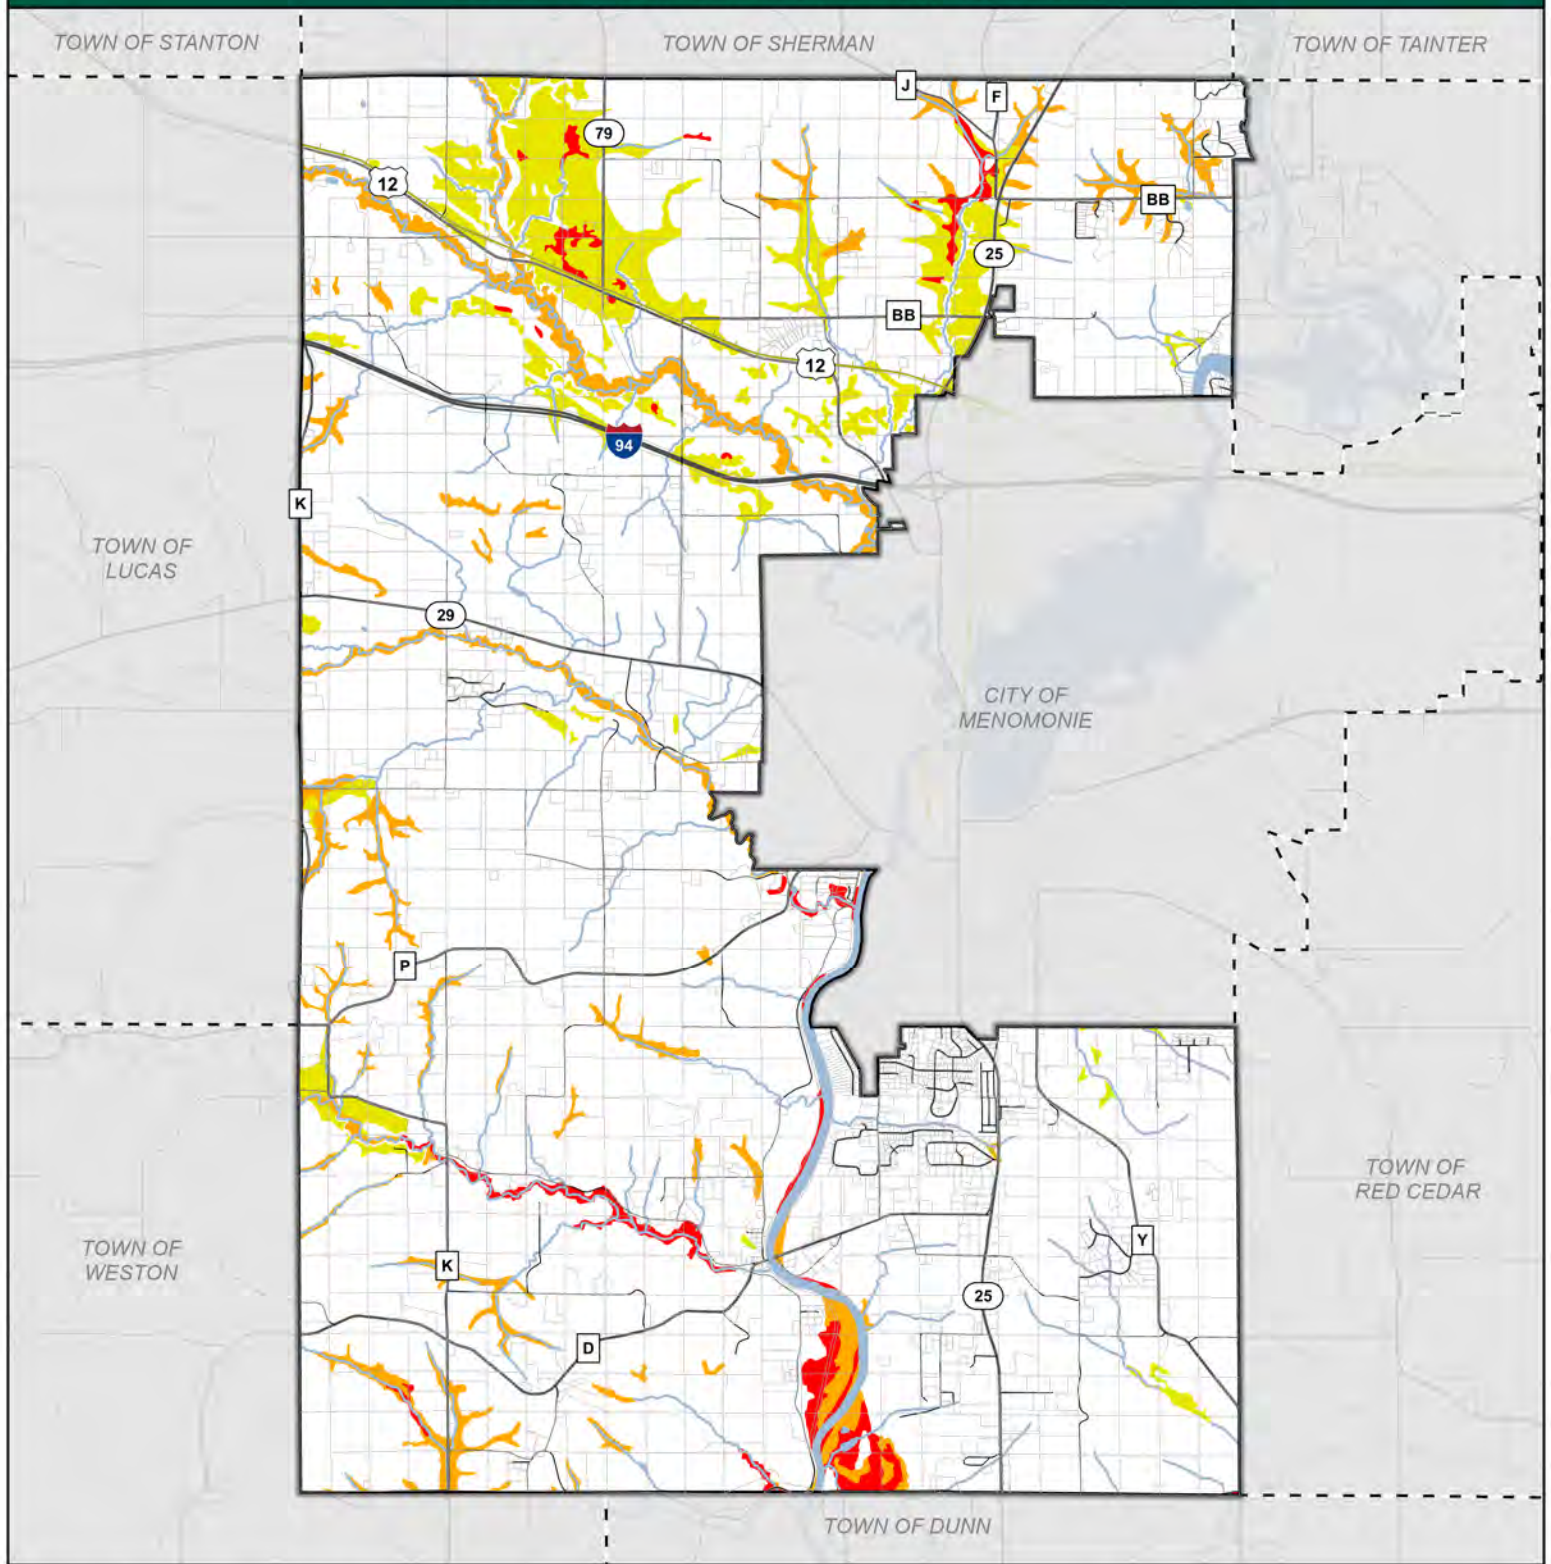 TOWN OF STANTON
TOWN OF SHERMAN
TOWN OF TAINTER
J
F
79
12
BB
25
BB
12
94
K
TOWN OF
LUCAS
29
CITY OF
MENOMONIE
P
TOWN OF
RED CEDAR
TOWN OF
WESTON
Y
K
25
D
TOWN OF DUNN